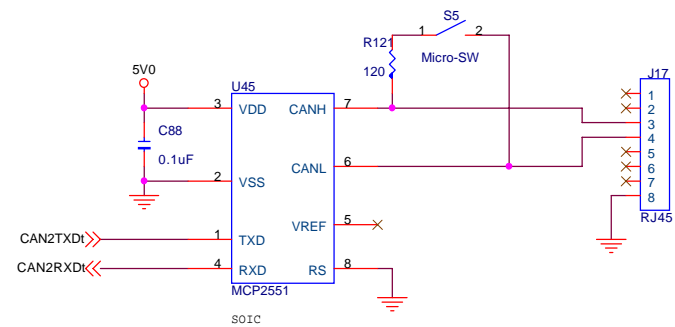 S5
1 2
R121
120
Micro-SW
J17
5V0
U45
3 VDD CANH 7
C88
0.1uF
CANL 6
2 VSS
VREF 5
CAN2TXDt 1 TXD
CAN2RXDt 4 RXD RS 8
MCP2551
SOIC
1
2
3
4
5
6
7
8
RJ45